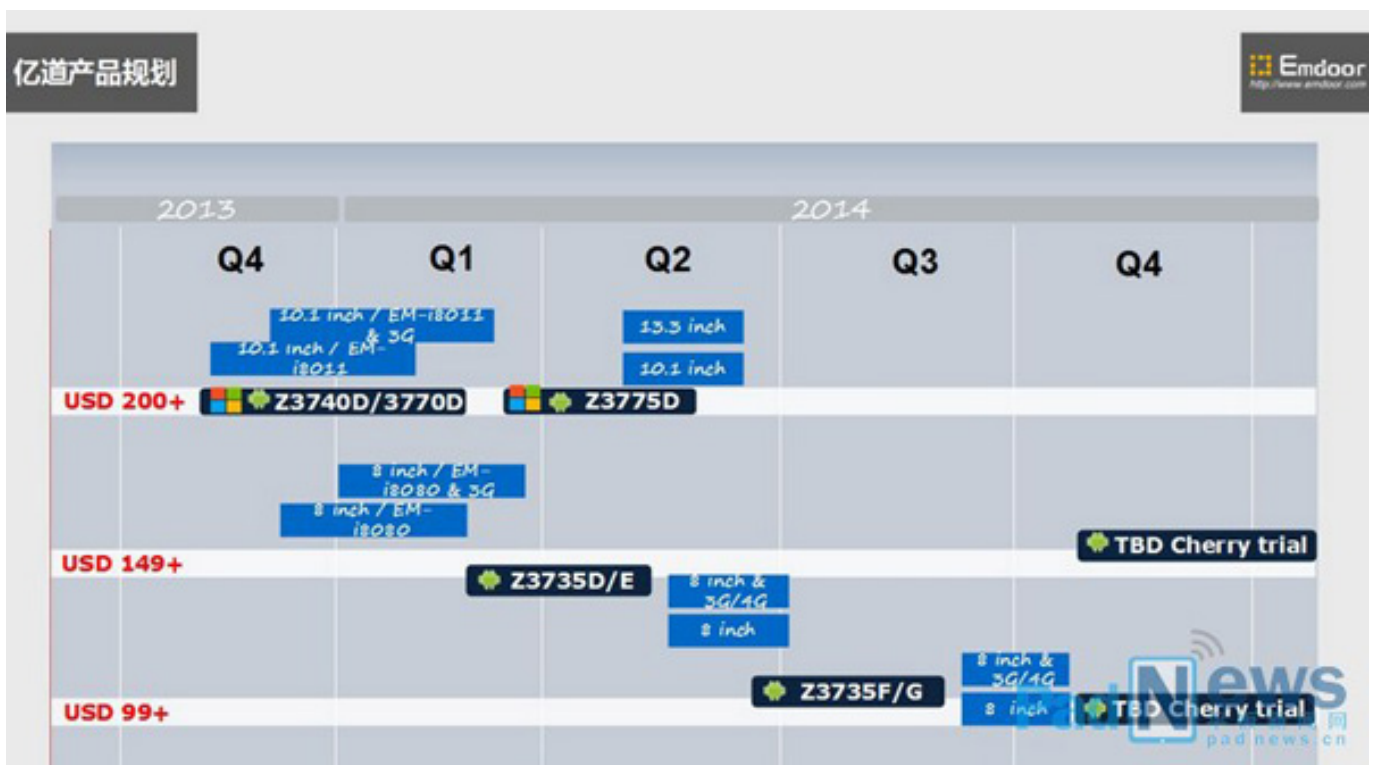 亿道产品规划
Emdoor
http://www.emdoor.com
2013
2014
Q4
Q1
Q2
Q3
Q4
10.1 inch / EM-i8011
& 3G
10.1 inch / EM-
i8011
13.3 inch
10.1 inch
USD 200+
Z3740D/3770D
Z3775D
8 inch / EM-
i8080 & 3G
8 inch / EM-
i8080
TBD Cherry trial
USD 149+
Z3735D/E
8 inch &
3G/4G
8 inch
8 inch &
3G/4G
Z3735F/G
8 inch
TBD Cherry trial
USD 99+
PadNews
网
padnews.cn